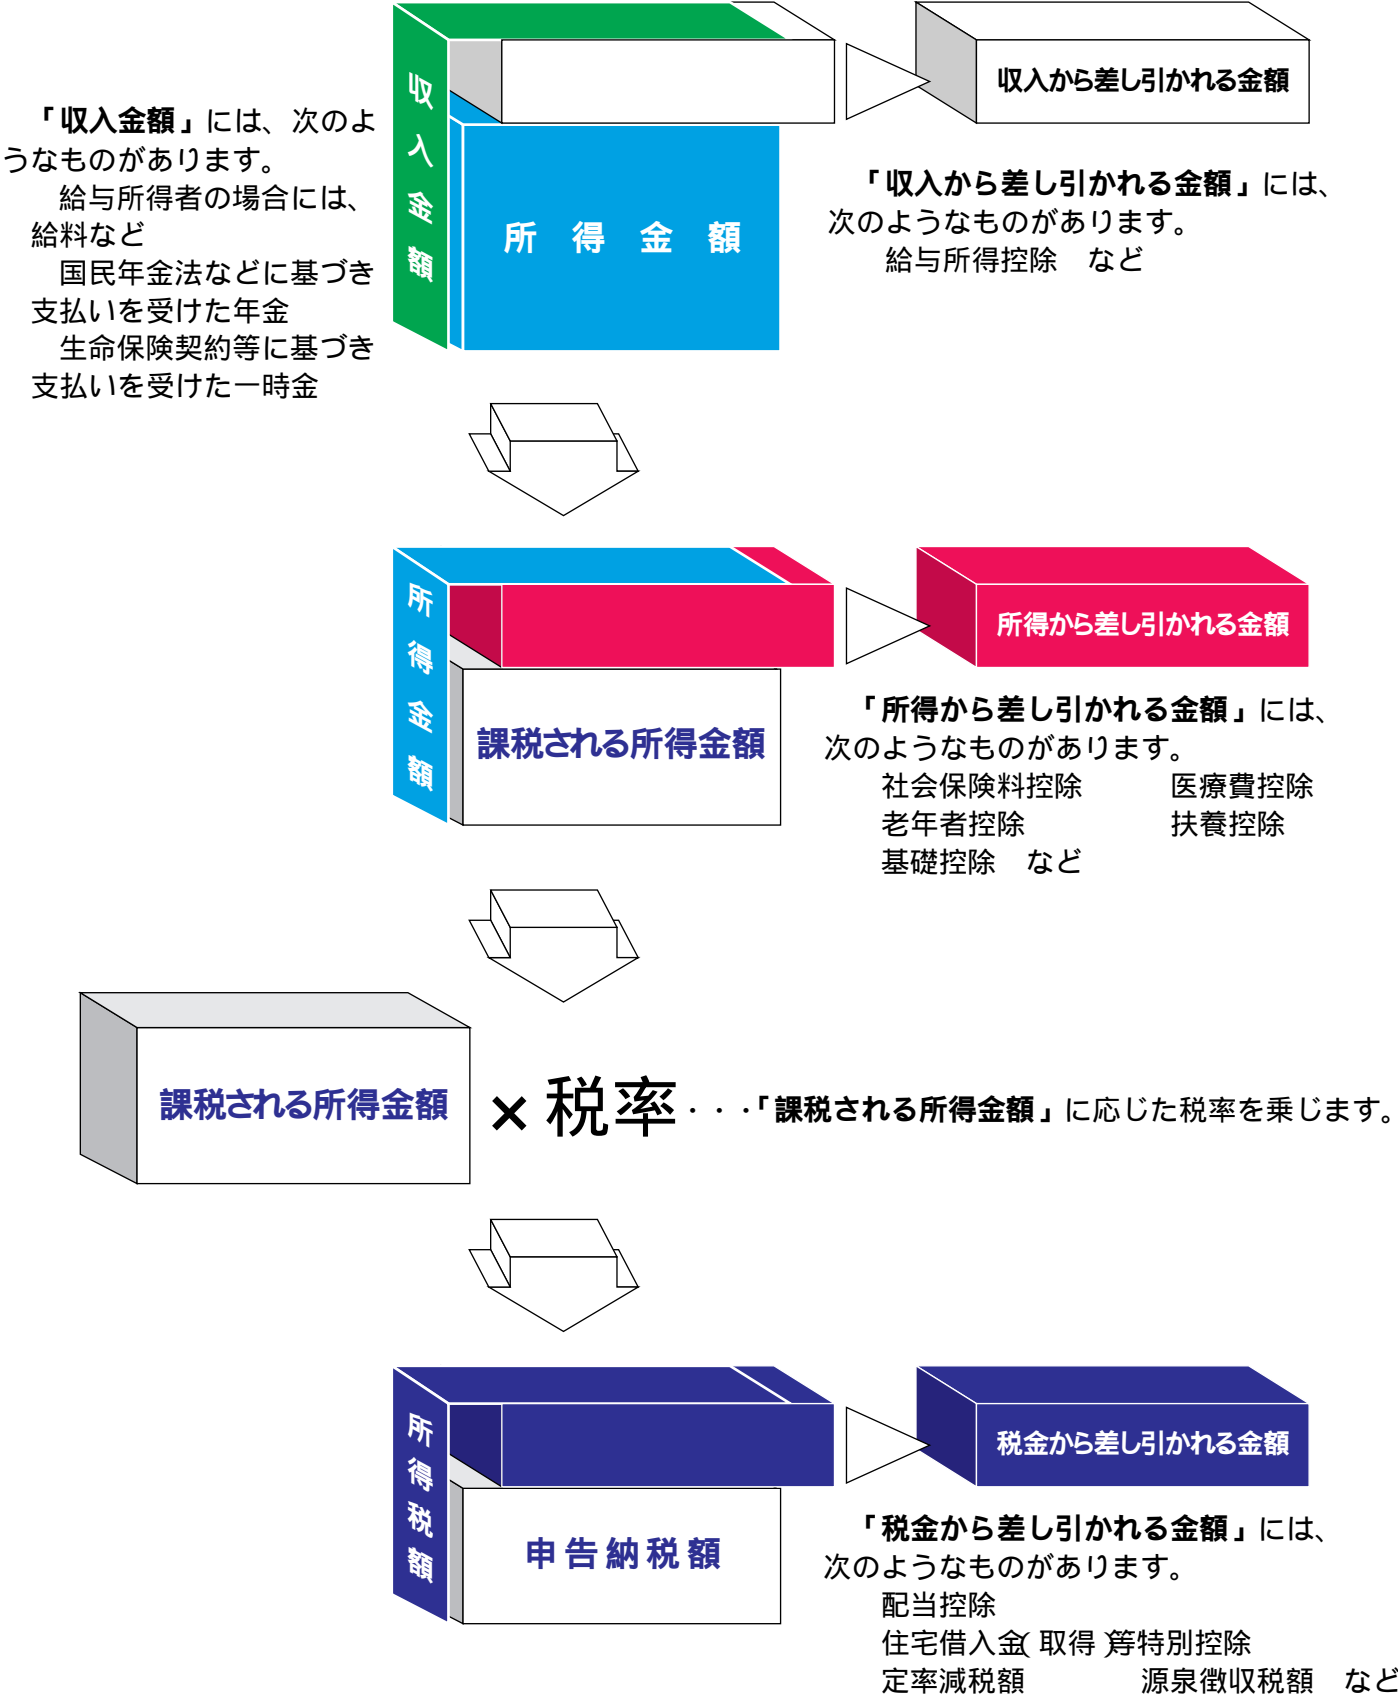 収入金額
収入から差し引かれる金額
「収入金額」には、次のよ
うなものがあります。
給与所得者の場合には、
給料など
国民年金法などに基づき
支払いを受けた年金
生命保険契約等に基づき
支払いを受けた一時金
所得金額
「収入から差し引かれる金額」には、
次のようなものがあります。
給与所得控除　など
所得金額
所得から差し引かれる金額
課税される所得金額
「所得から差し引かれる金額」には、
次のようなものがあります。
社会保険料控除　　　医療費控除
老年者控除　　　　　扶養控除
基礎控除　など
課税される所得金額
×税率・・・「課税される所得金額」に応じた税率を乗じます。
所得税額
税金から差し引かれる金額
申告納税額
「税金から差し引かれる金額」には、
次のようなものがあります。
配当控除
住宅借入金(取得)等特別控除
定率減税額　　　　源泉徴収税額　など